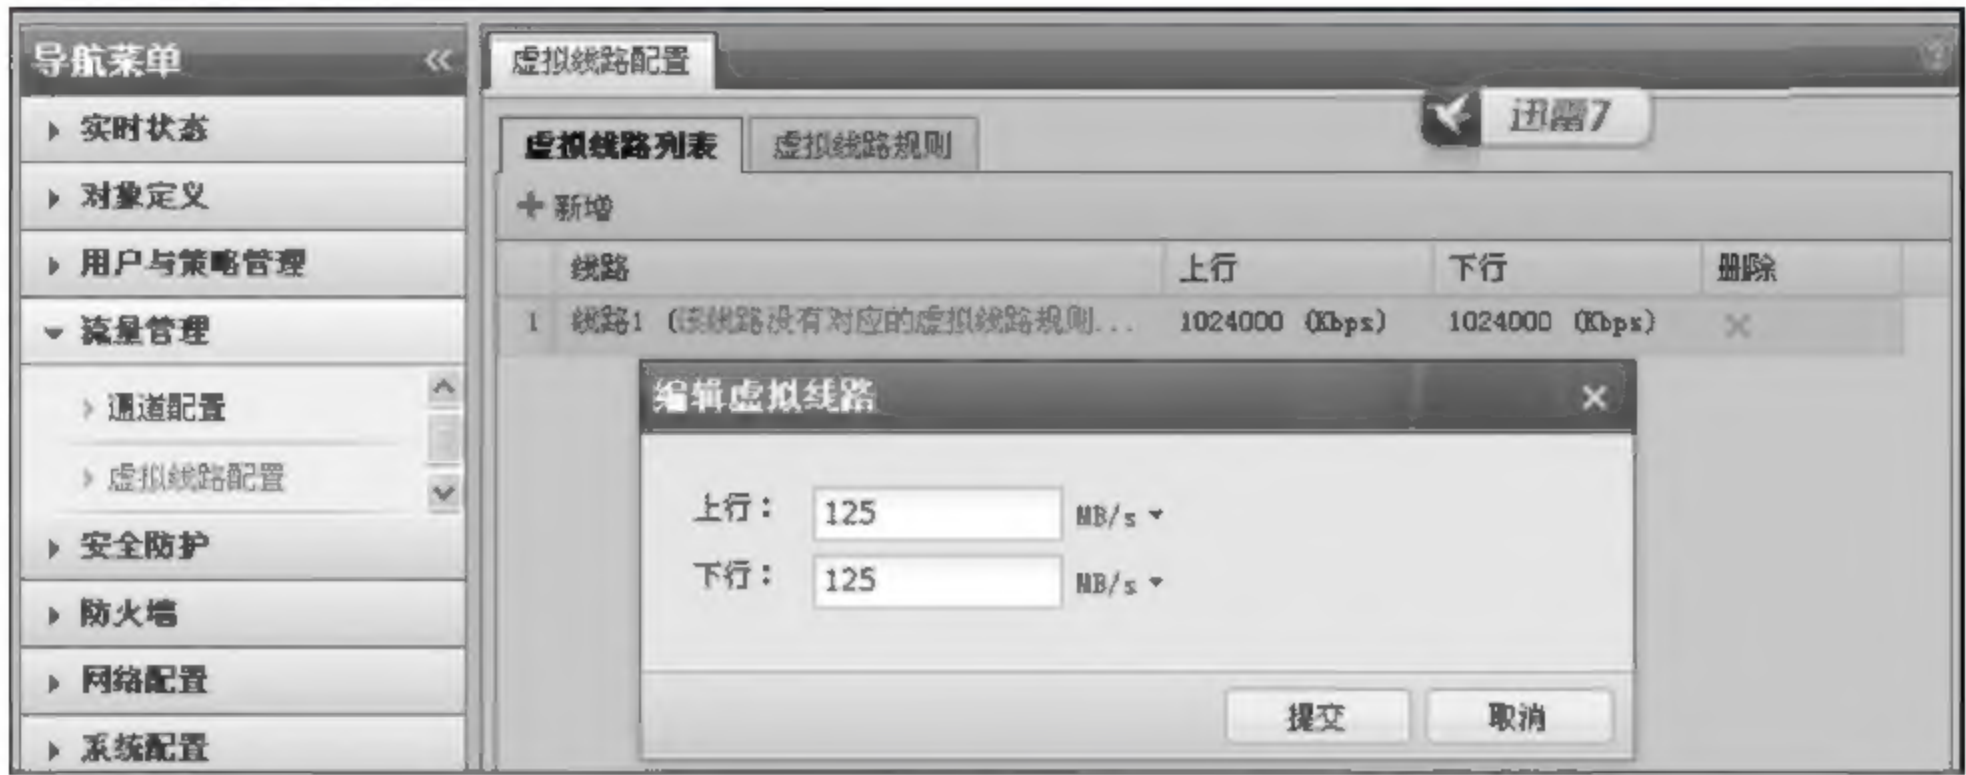 导航菜单 «
实时状态
对象定义
用户与策略管理
流量管理
通道配置
虚拟线路配置
安全防护
防火墙
网络配置
系统配置
虚拟线路配置
迅雷7
虚拟线路列表 虚拟线路规则
新增
线路 上行 下行 删除
1 线路1 (该线路没有对应的虚拟线路规则... 1024000 (Kbps) 1024000 (Kbps)
编辑虚拟线路
上行: 125 MB/s
下行: 125 MB/s
提交 取消